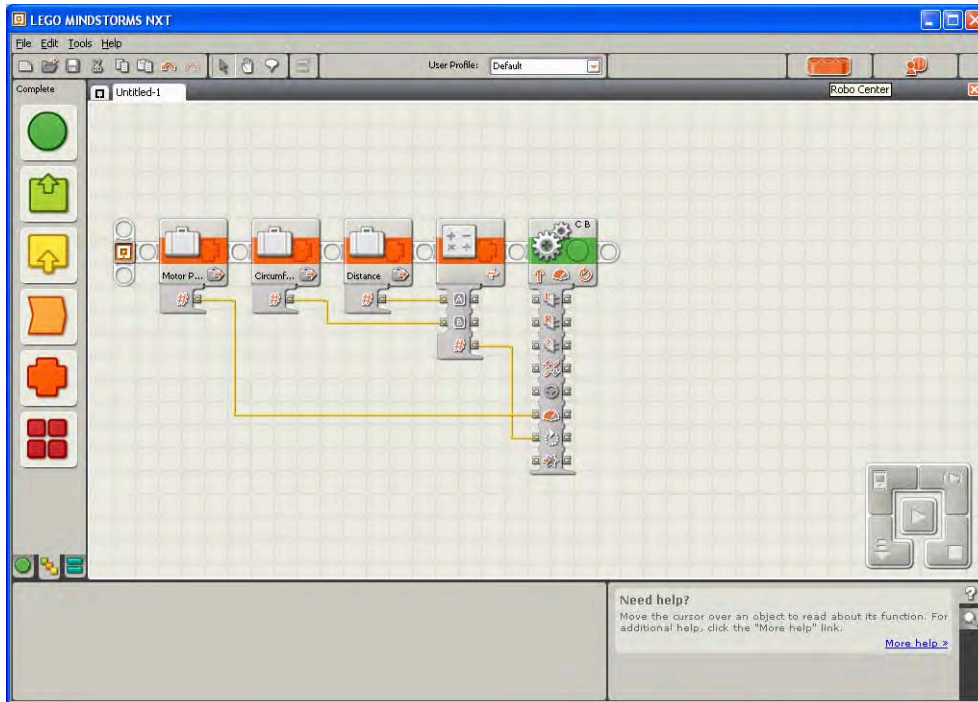 LEGO MINDSTORMS NXT
File Edit Tools Help
User Profile: Default
Complete
Untitled-1
Robo Center
C B
Motor P...
Circumf...
Distance
A
B
#
#
#
#
Need help?
Move the cursor over an object to read about its function. For
additional help, click the "More help" link.
More help »